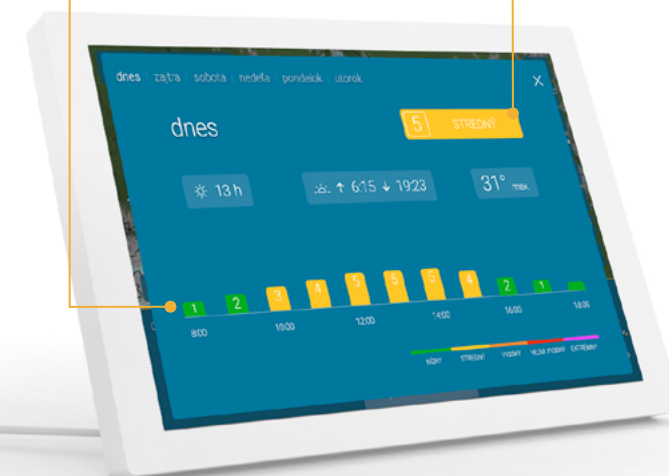 dnes zajtra sobota nedeľa pondelok utorok X
dnes
5 STREDNÝ
13 h
↑ 6:15 ↓ 19:23
31° max
1 2 3 4 5 5 5 4 2 1
8:00 10:00 12:00 14:00 16:00 18:00
NÍZKY STREDNÝ VYSOKÝ VEĽMI VYSOKÝ EXTRÉMNY